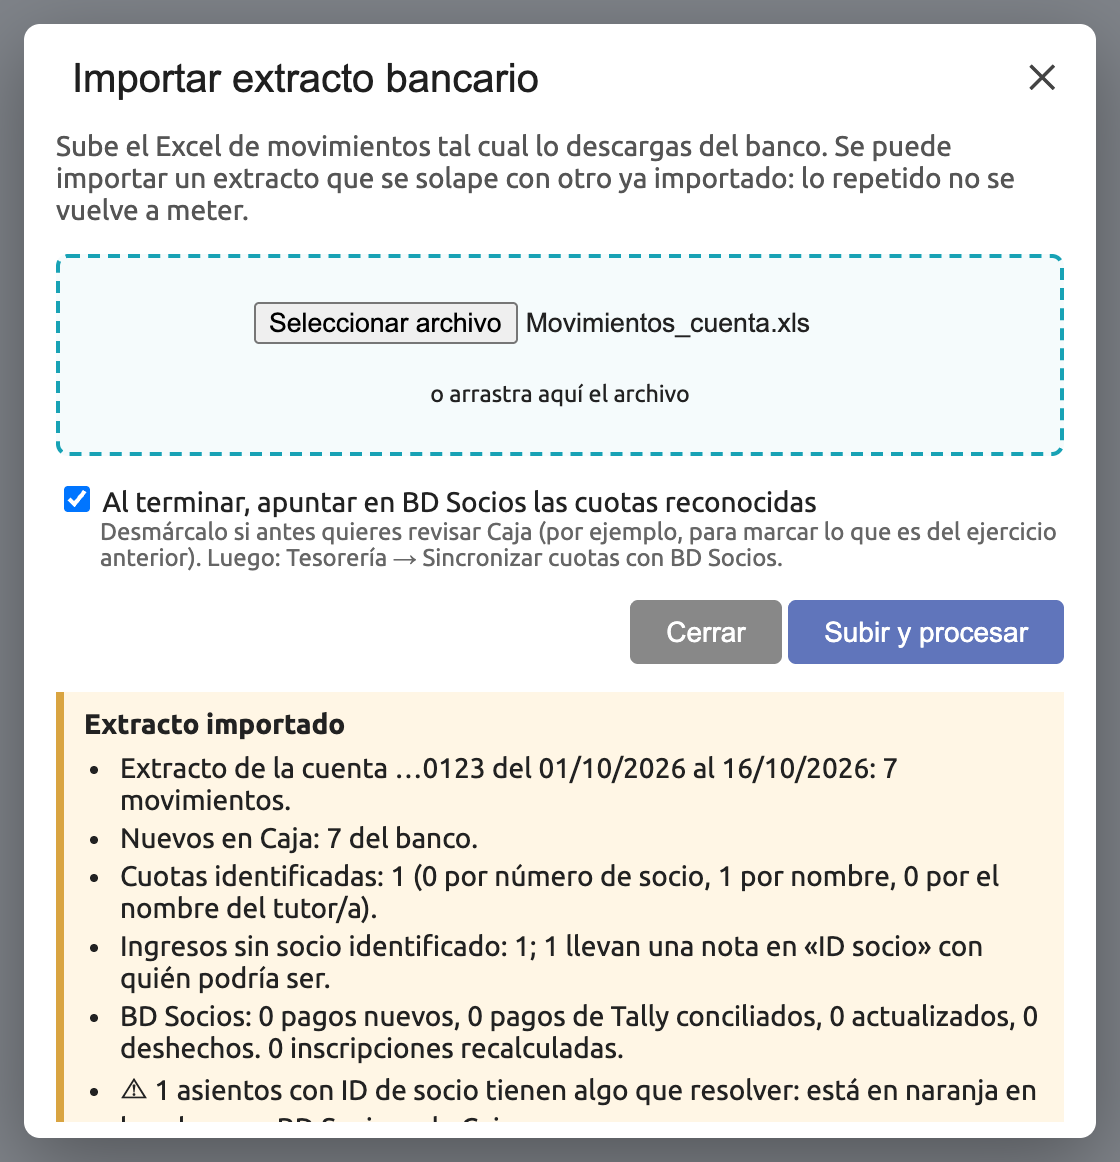 Importar extracto bancario
Sube el Excel de movimientos tal cual lo descargas del banco. Se puede
importar un extracto que se solape con otro ya importado: lo repetido no se
vuelve a meter.
Seleccionar archivo Movimientos_cuenta.xls
o arrastra aquí el archivo
Al terminar, apuntar en BD Socios las cuotas reconocidas
Desmárcalo si antes quieres revisar Caja (por ejemplo, para marcar lo que es del ejercicio
anterior). Luego: Tesorería → Sincronizar cuotas con BD Socios.
Cerrar Subir y procesar
Extracto importado
• Extracto de la cuenta …0123 del 01/10/2026 al 16/10/2026: 7
movimientos.
• Nuevos en Caja: 7 del banco.
• Cuotas identificadas: 1 (0 por número de socio, 1 por nombre, 0 por el
nombre del tutor/a).
• Ingresos sin socio identificado: 1; 1 llevan una nota en «ID socio» con
quién podría ser.
• BD Socios: 0 pagos nuevos, 0 pagos de Tally conciliados, 0 actualizados, 0
deshechos. 0 inscripciones recalculadas.
• ⚠ 1 asientos con ID de socio tienen algo que resolver: está en naranja en